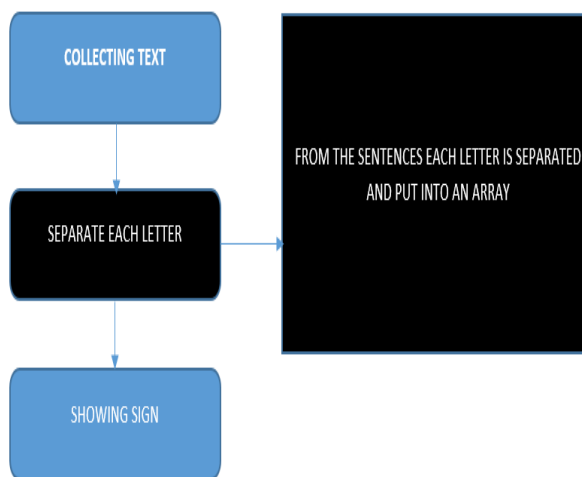 COLLECTING TEXT
SEPARATE EACH LETTER
FROM THE SENTENCES EACH LETTER IS SEPARATED
AND PUT INTO AN ARRAY
SHOWING SIGN